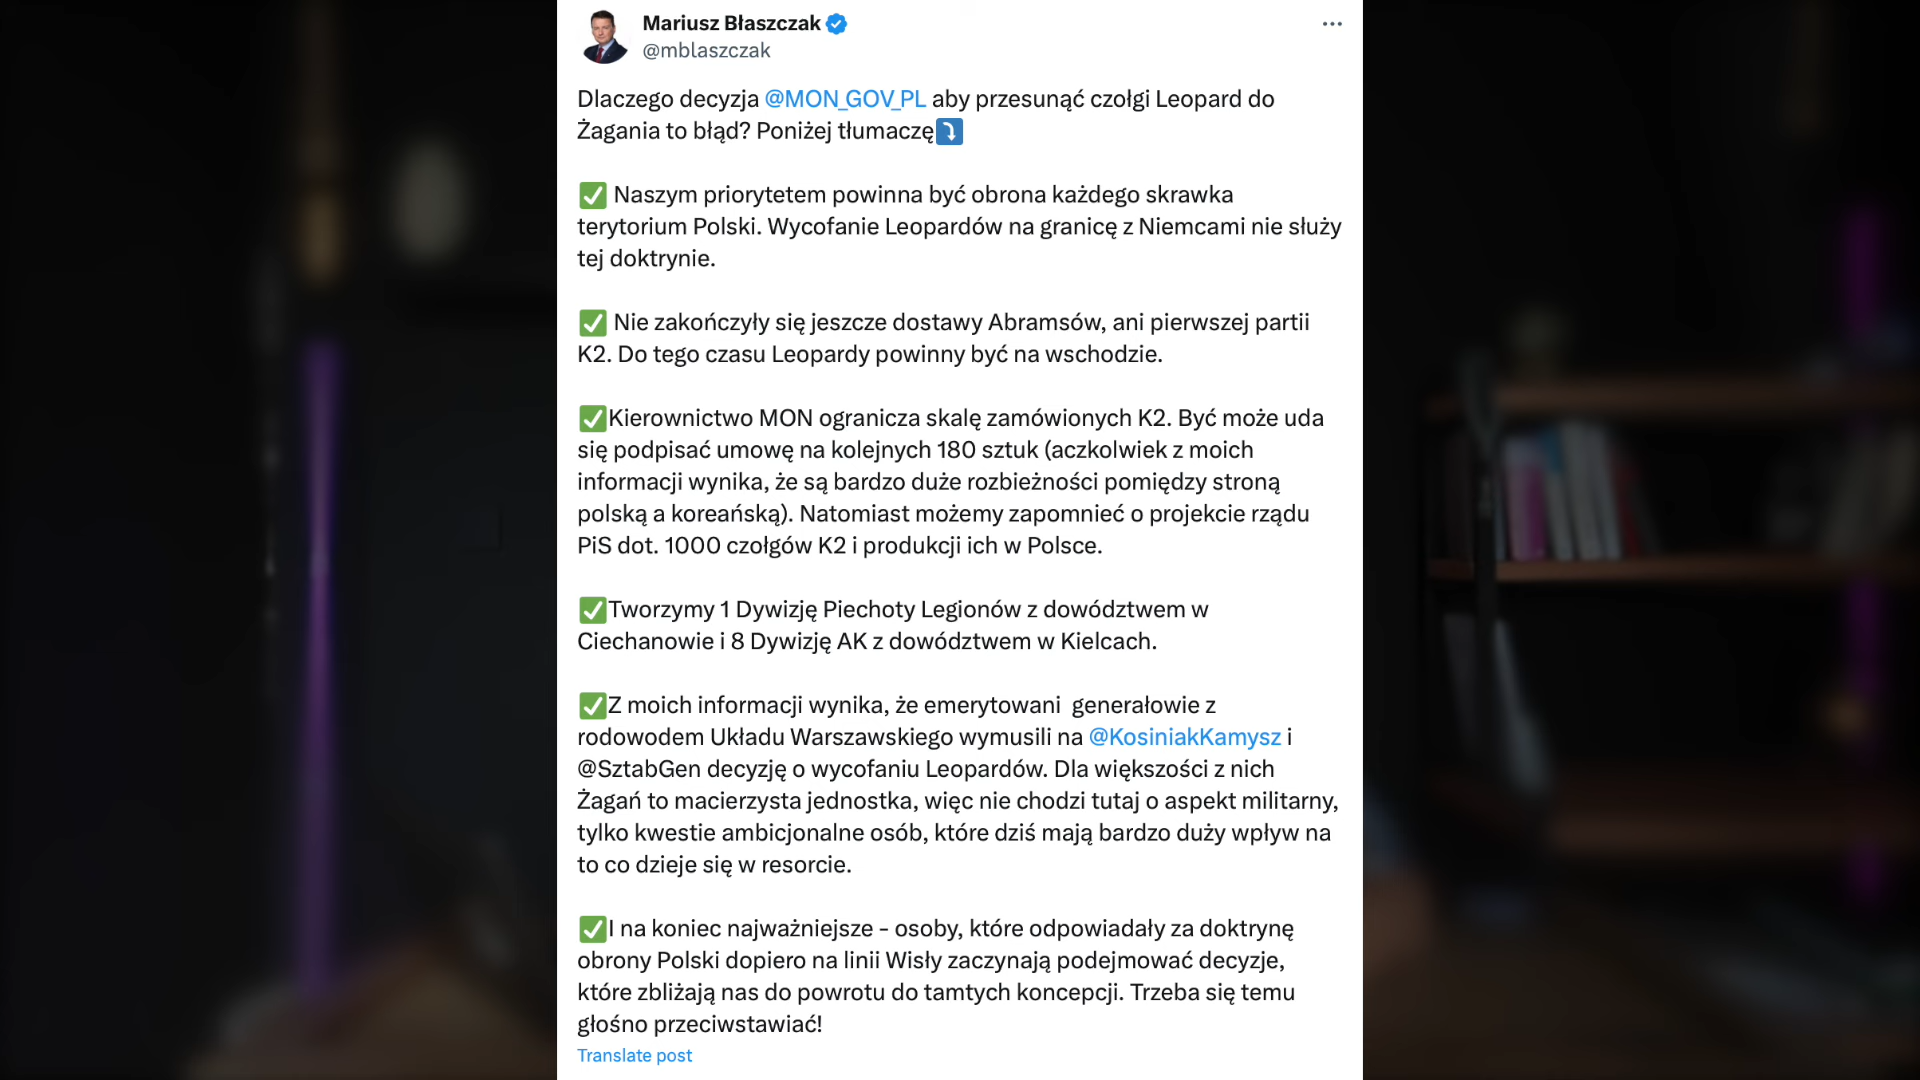 Mariusz Błaszczak
@mblaszczak
Dlaczego decyzja @MON_GOV_PL aby przesunąć czołgi Leopard do
Żagania to błąd? Poniżej tłumaczę⤵️
✅ Naszym priorytetem powinna być obrona każdego skrawka
terytorium Polski. Wycofanie Leopardów na granicę z Niemcami nie służy
tej doktrynie.
✅ Nie zakończyły się jeszcze dostawy Abramsów, ani pierwszej partii
K2. Do tego czasu Leopardy powinny być na wschodzie.
✅Kierownictwo MON ogranicza skalę zamówionych K2. Być może uda
się podpisać umowę na kolejnych 180 sztuk (aczkolwiek z moich
informacji wynika, że są bardzo duże rozbieżności pomiędzy stroną
polską a koreańską). Natomiast możemy zapomnieć o projekcie rządu
PiS dot. 1000 czołgów K2 i produkcji ich w Polsce.
✅Tworzymy 1 Dywizję Piechoty Legionów z dowództwem w
Ciechanowie i 8 Dywizję AK z dowództwem w Kielcach.
✅Z moich informacji wynika, że emerytowani generałowie z
rodowodem Układu Warszawskiego wymusili na @KosiniakKamysz i
@SztabGen decyzję o wycofaniu Leopardów. Dla większości z nich
Żagań to macierzysta jednostka, więc nie chodzi tutaj o aspekt militarny,
tylko kwestie ambicjonalne osób, które dziś mają bardzo duży wpływ na
to co dzieje się w resorcie.
✅I na koniec najważniejsze - osoby, które odpowiadały za doktrynę
obrony Polski dopiero na linii Wisły zaczynają podejmować decyzje,
które zbliżają nas do powrotu do tamtych koncepcji. Trzeba się temu
głośno przeciwstawiać!
Translate post